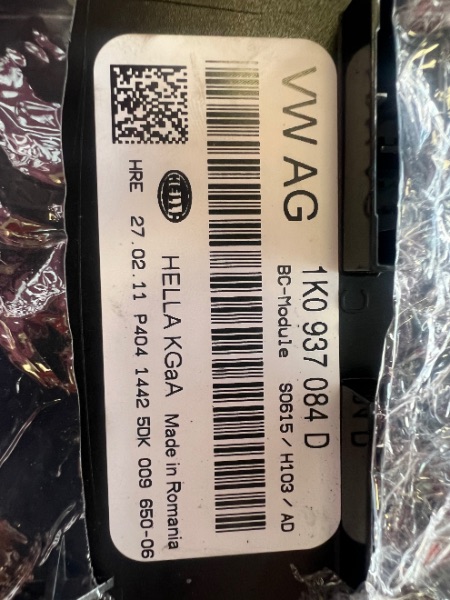 VW AG 1K0 937 084 D
BC-Module S0615 / H103 / AD
HELLA HELLA KGaA Made in Romania
HRE 27.02.11 P404 1442 5DK 009 650-06